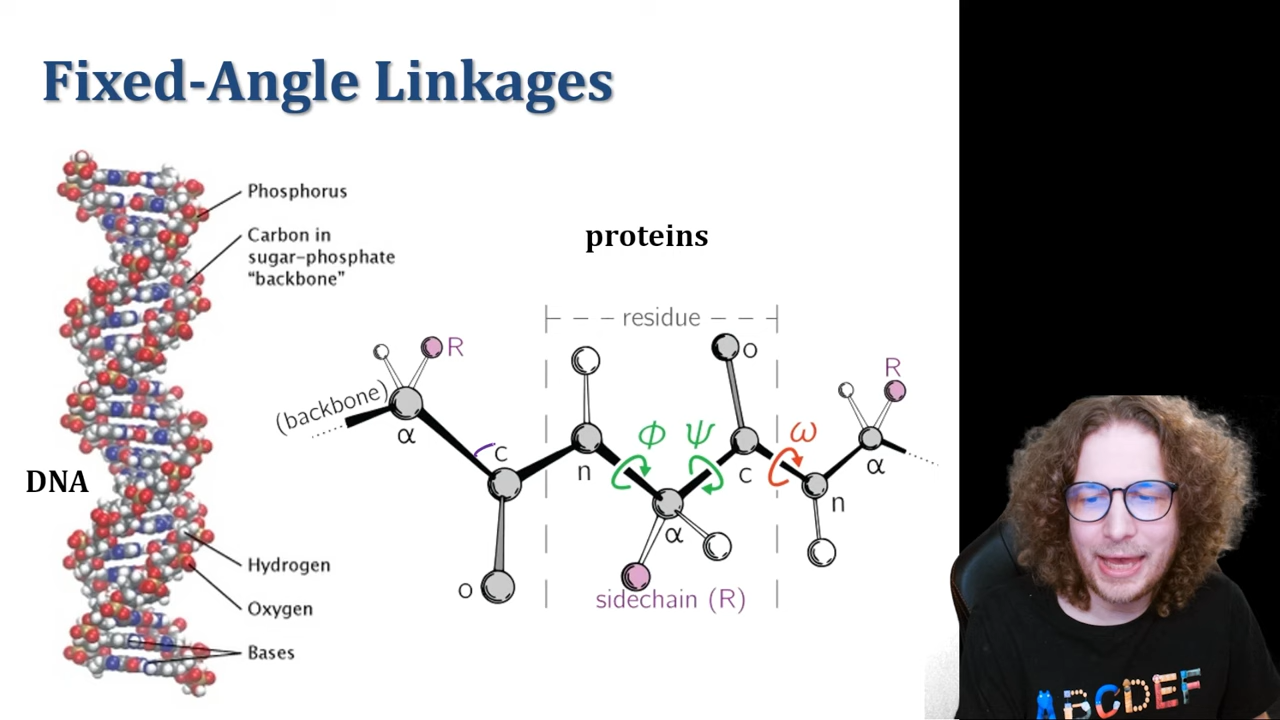 Fixed-Angle Linkages
Phosphorus
Carbon in
sugar-phosphate
“backbone”
DNA
Hydrogen
Oxygen
Bases
proteins
residue
R
(backbone)
α
C
o
n
Φ
ψ
α
sidechain (R)
o
C
ω
n
R
α
ABCDEF